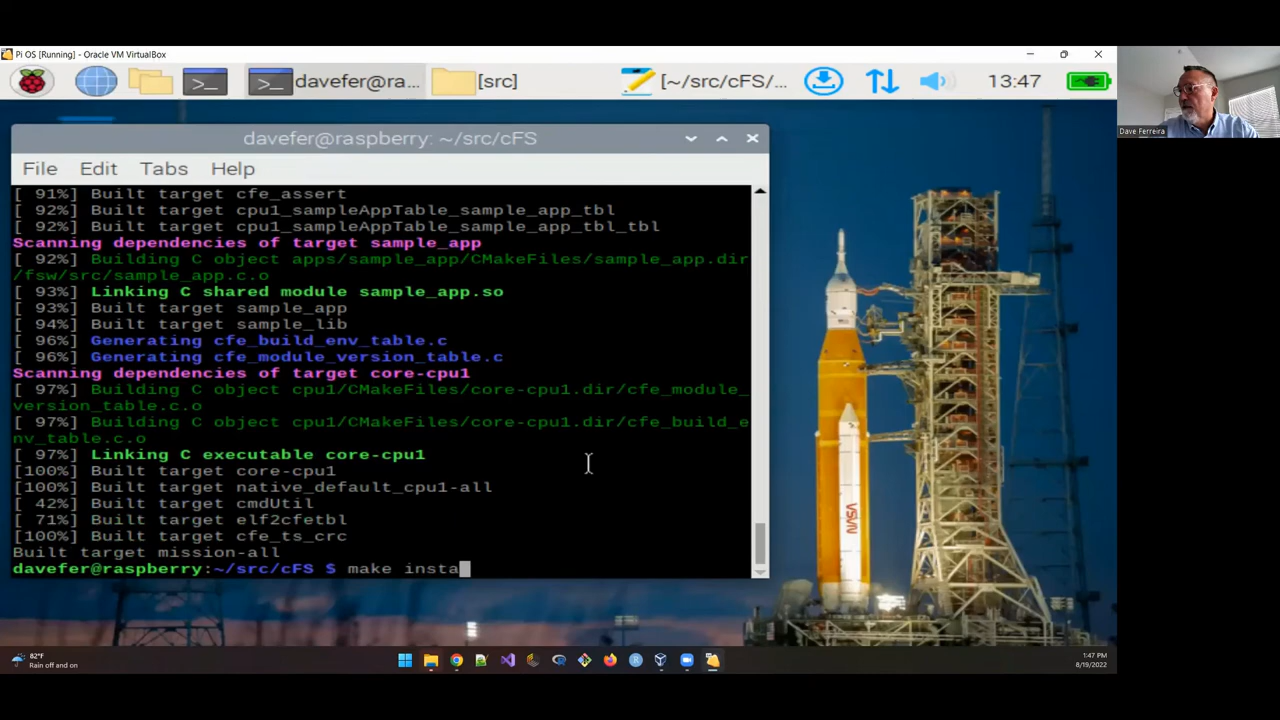 Pi OS [Running] - Oracle VM VirtualBox
davefer@ra...
[src]
[~/src/cFS/...
13:47
Dave Ferreira
davefer@raspberry: ~/src/cFS
File Edit Tabs Help
[ 91%] Built target cfe_assert
[ 92%] Built target cpu1_sampleAppTable_sample_app_tbl
[ 92%] Built target cpu1_sampleAppTable_sample_app_tbl_tbl
Scanning dependencies of target sample_app
[ 92%] Building C object apps/sample_app/CMakeFiles/sample_app.dir
/fsw/src/sample_app.c.o
[ 93%] Linking C shared module sample_app.so
[ 93%] Built target sample_app
[ 94%] Built target sample_lib
[ 96%] Generating cfe_build_env_table.c
[ 96%] Generating cfe_module_version_table.c
Scanning dependencies of target core-cpu1
[ 97%] Building C object cpu1/CMakeFiles/core-cpu1.dir/cfe_module_
version_table.c.o
[ 97%] Building C object cpu1/CMakeFiles/core-cpu1.dir/cfe_build_e
nv_table.c.o
[ 97%] Linking C executable core-cpu1
[100%] Built target core-cpu1
[100%] Built target native_default_cpu1-all
[ 42%] Built target cmdUtil
[ 71%] Built target elf2cfetbl
[100%] Built target cfe_ts_crc
Built target mission-all
davefer@raspberry:~/src/cFS $ make insta
82°F
Rain off and on
1:47 PM
8/19/2022